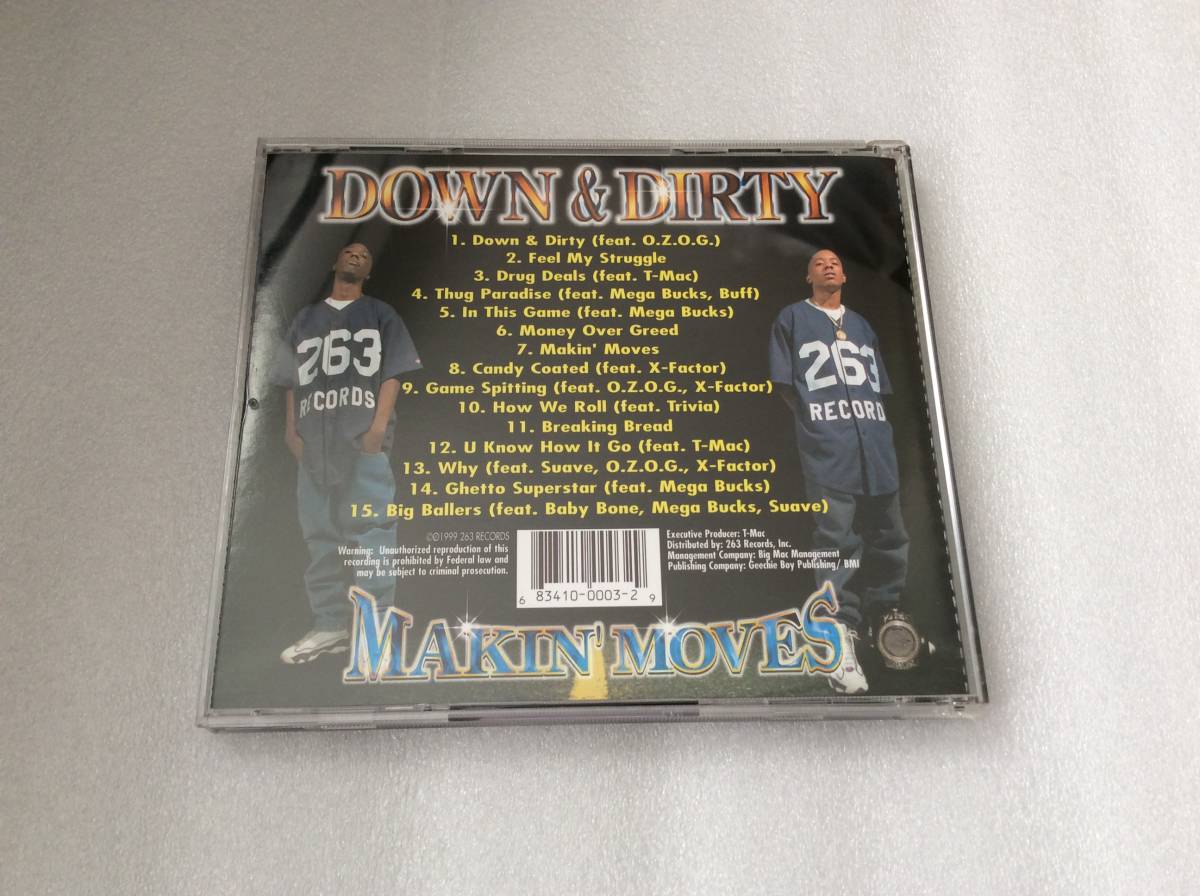 DOWN & DIRTY
1. Down & Dirty (feat. O.Z.O.G.)
2. Feel My Struggle
3. Drug Deals (feat. T-Mac)
4. Thug Paradise (feat. Mega Bucks, Buff)
5. In This Game (feat. Mega Bucks)
6. Money Over Greed
7. Makin' Moves
8. Candy Coated (feat. X-Factor)
9. Game Spitting (feat. O.Z.O.G., X-Factor)
10. How We Roll (feat. Trivia)
11. Breaking Bread
12. U Know How It Go (feat. T-Mac)
13. Why (feat. Suave, O.Z.O.G., X-Factor)
14. Ghetto Superstar (feat. Mega Bucks)
15. Big Ballers (feat. Baby Bone, Mega Bucks, Suave)
263
RECORDS
263
RECORD
©℗1999 263 RECORDS
Warning: Unauthorized reproduction of this
recording is prohibited by Federal law and
may be subject to criminal prosecution.
6 83410-0003-2 9
Executive Producer: T-Mac
Distributed by: 263 Records, Inc.
Management Company: Big Mac Management
Publishing Company: Geechie Boy Publishing/ BMI
MAKIN' MOVES